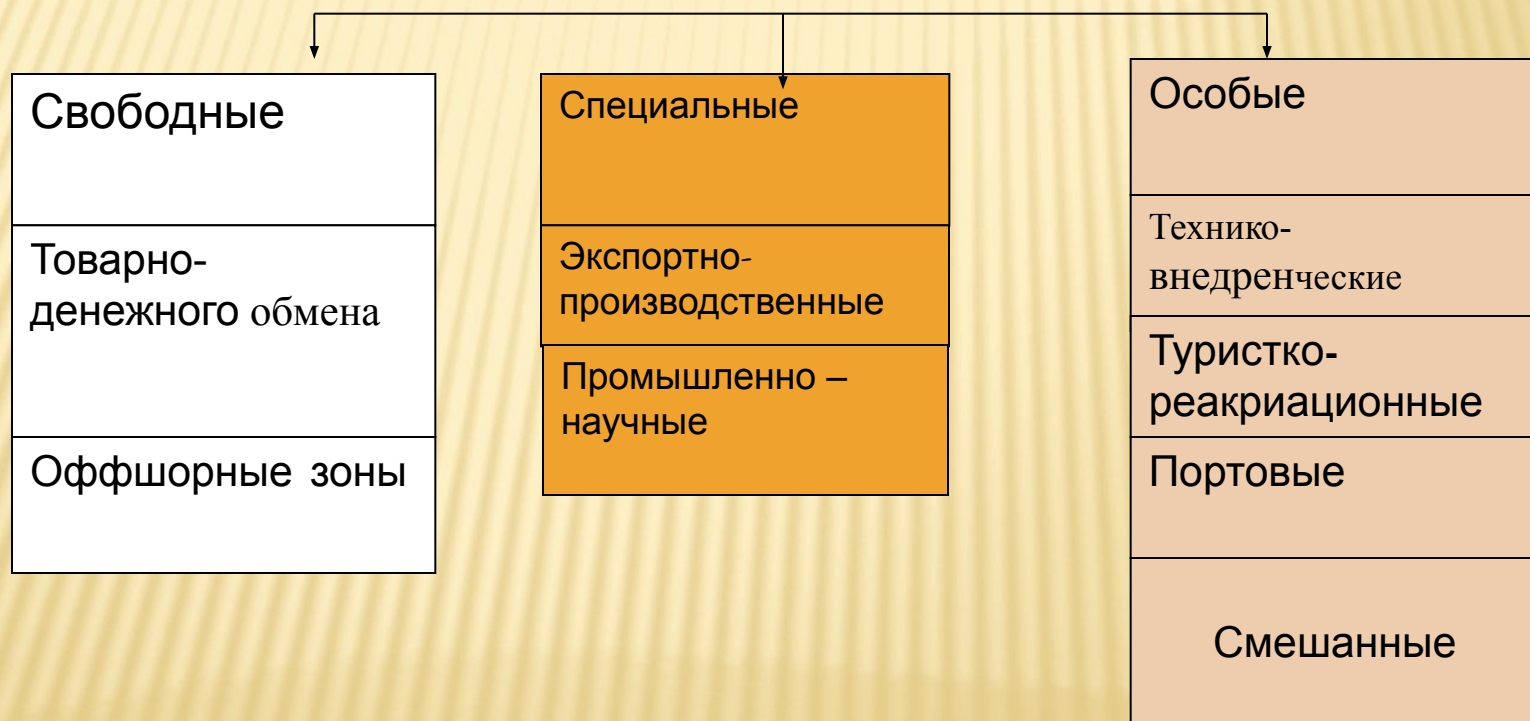 Свободные
Товарно-
денежного обмена
Оффшорные зоны
Специальные
Экспортно-
производственные
Промышленно –
научные
Особые
Технико-
внедренческие
Туристко-
реакриационные
Портовые
Смешанные